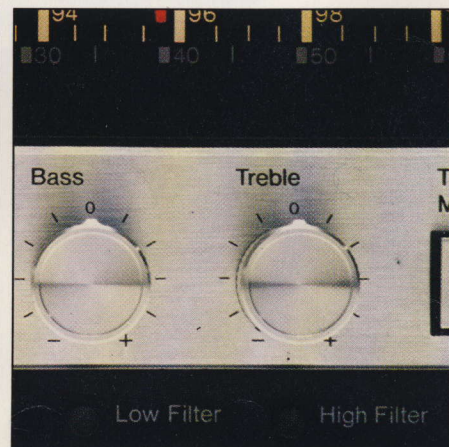 94 96 98
30 40 50
Bass Treble T
M
0 0
− + − +
Low Filter High Filter